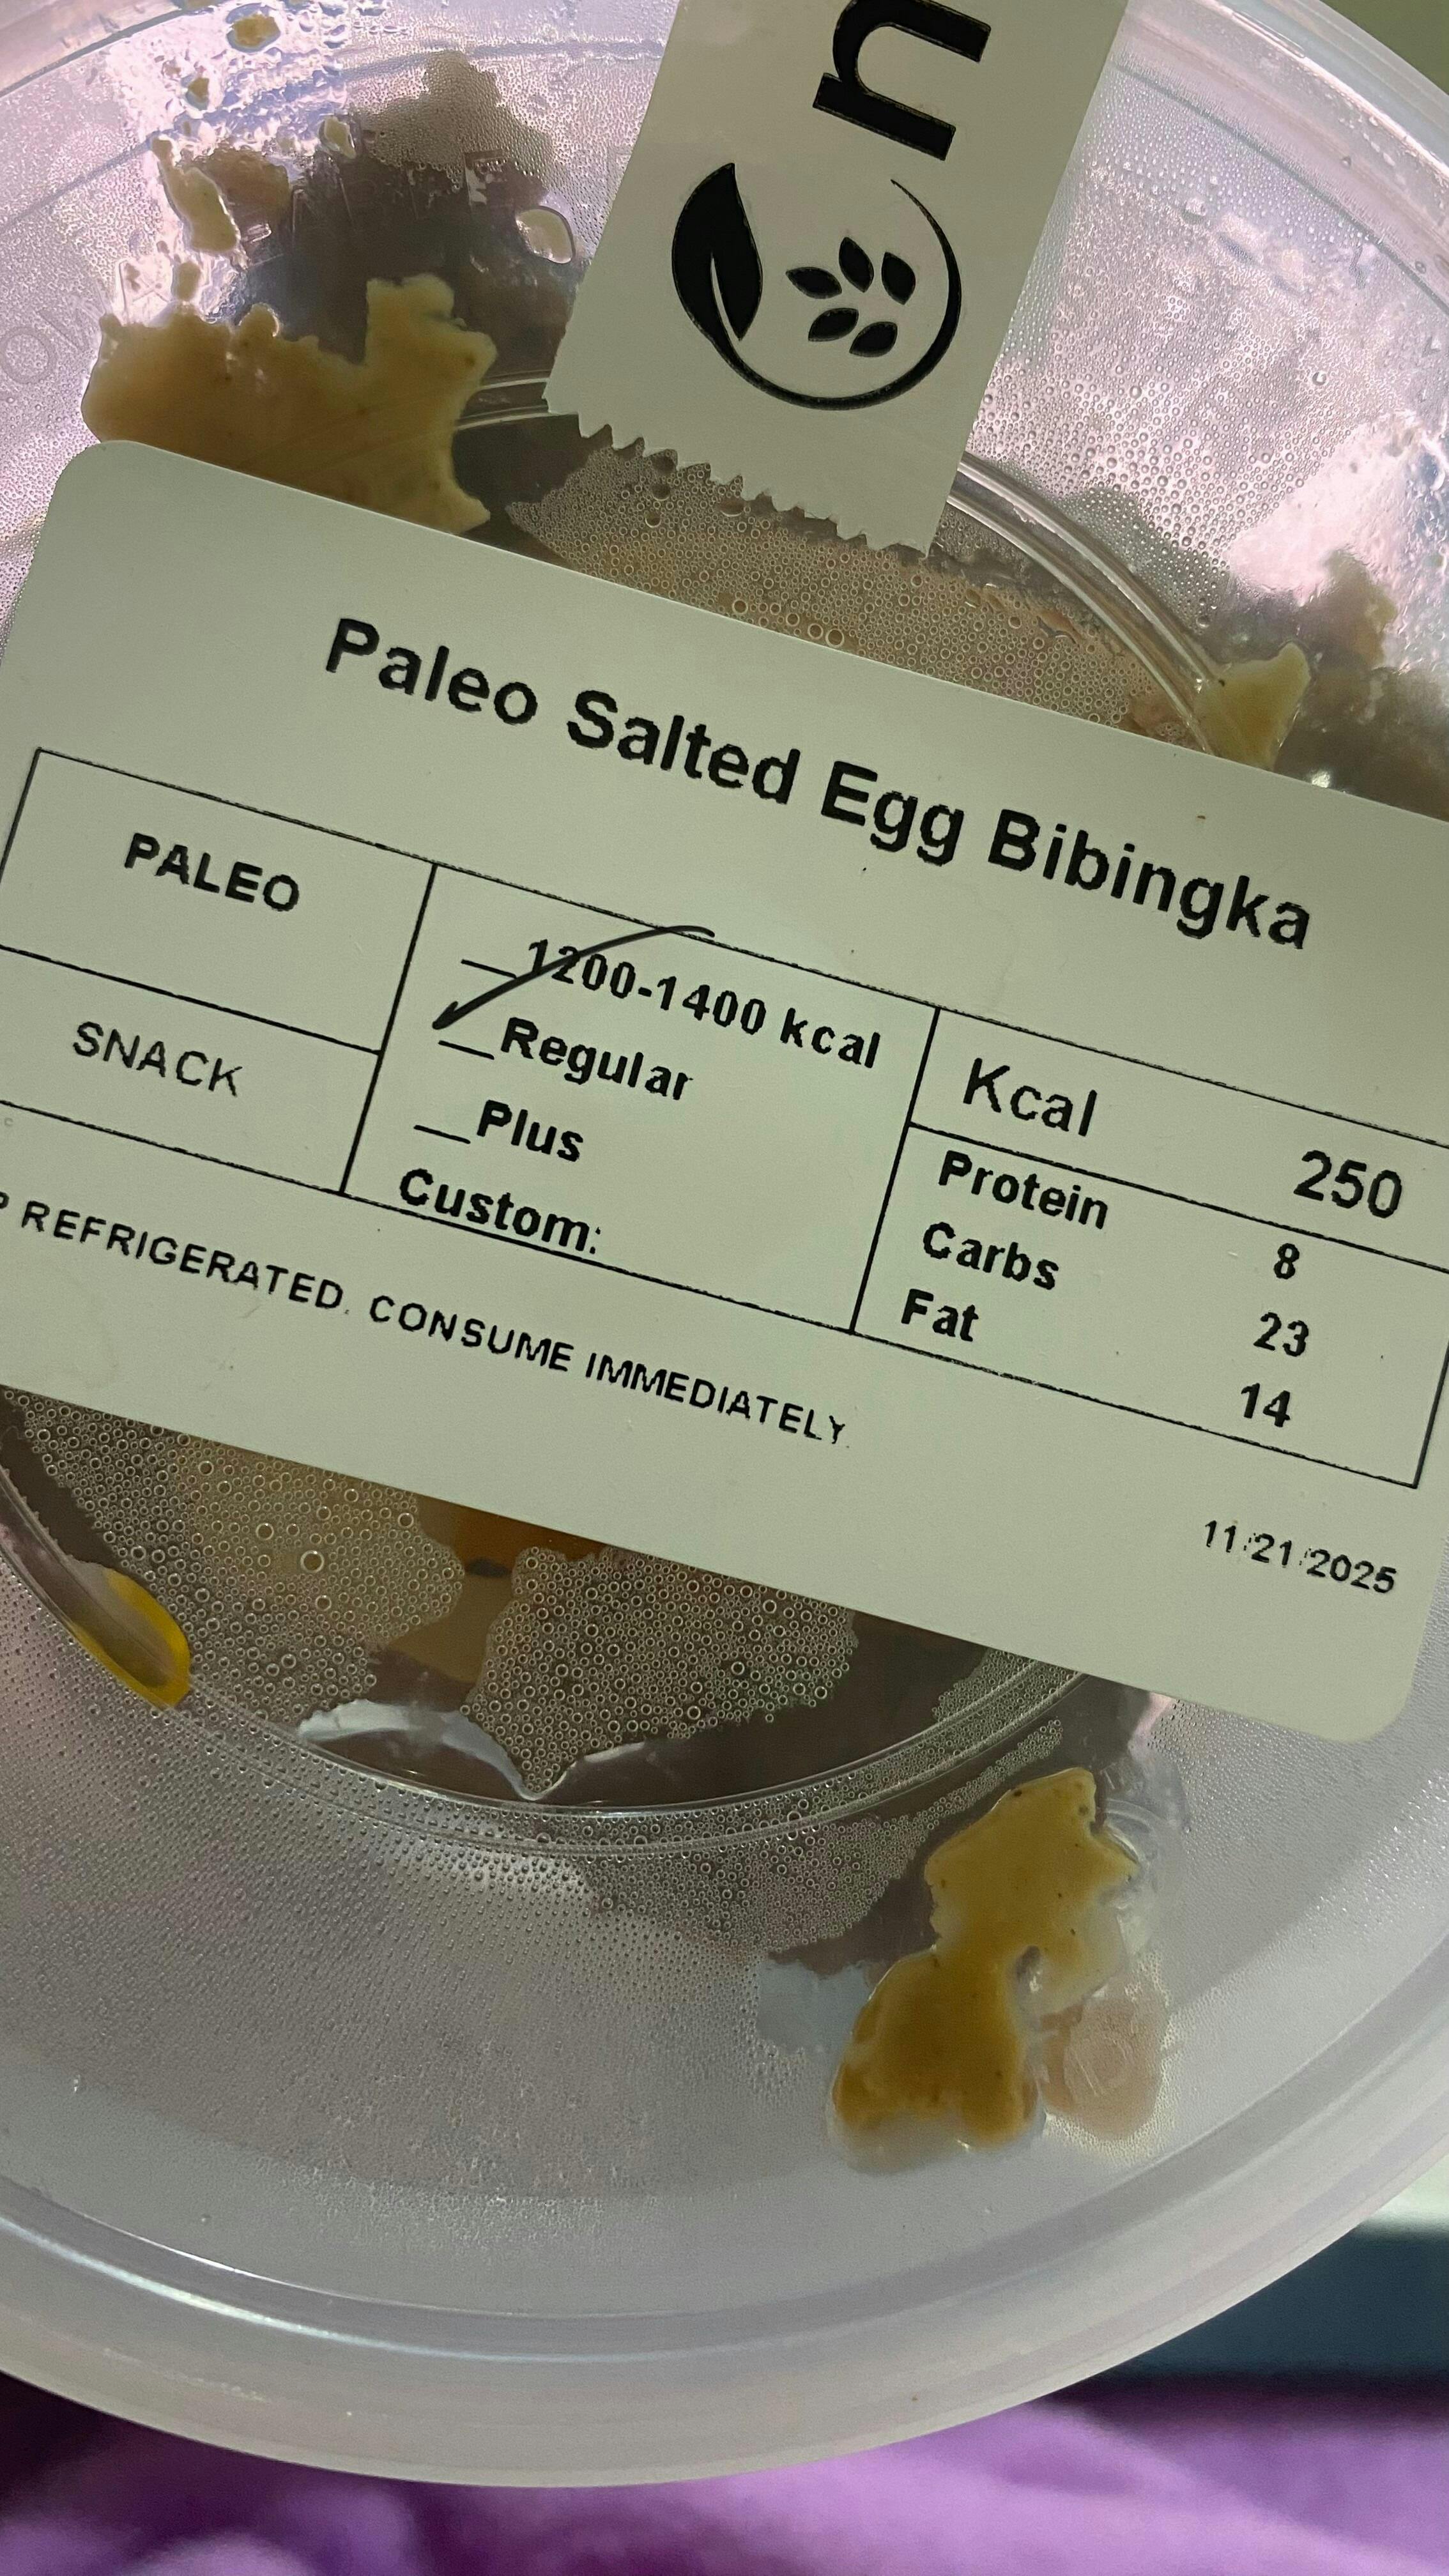 n
Paleo Salted Egg Bibingka
PALEO
SNACK
__1200-1400 kcal
__Regular
__Plus
Custom:
Kcal 250
Protein 8
Carbs 23
Fat 14
REFRIGERATED. CONSUME IMMEDIATELY.
11/21/2025